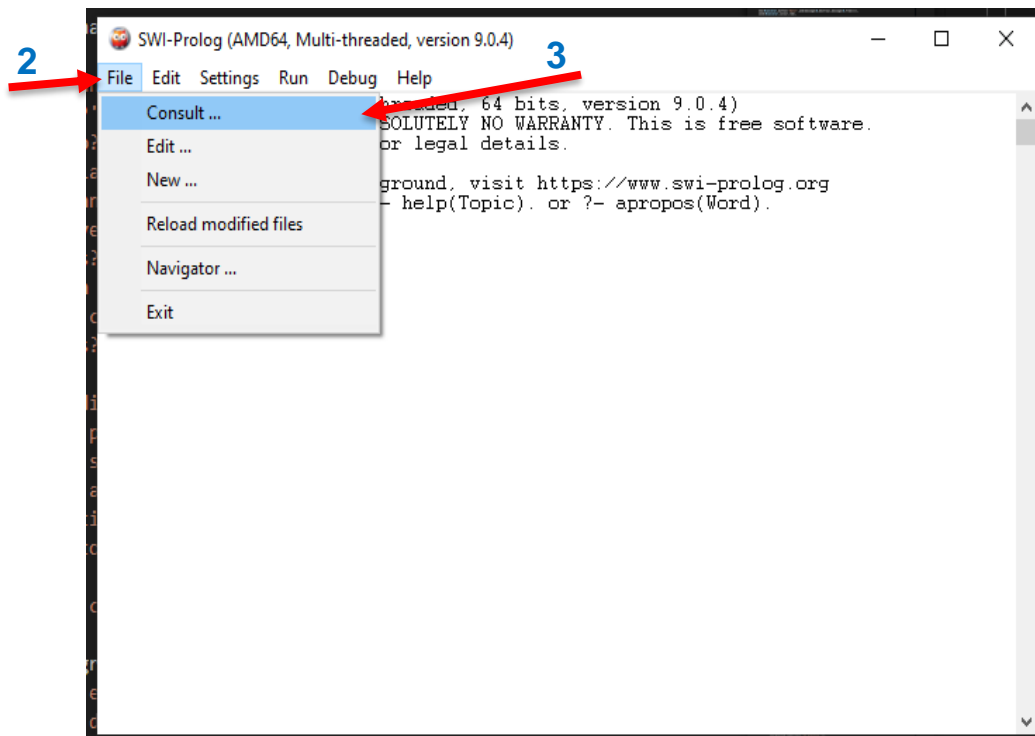 SWI-Prolog (AMD64, Multi-threaded, version 9.0.4)
2
3
File Edit Settings Run Debug Help
Consult ...
Edit ...
New ...
Reload modified files
Navigator ...
Exit
64 bits, version 9.0.4)
NO WARRANTY. This is free software.
or legal details.
visit https://www.swi-prolog.org
- help(Topic). or ?- apropos(Word).